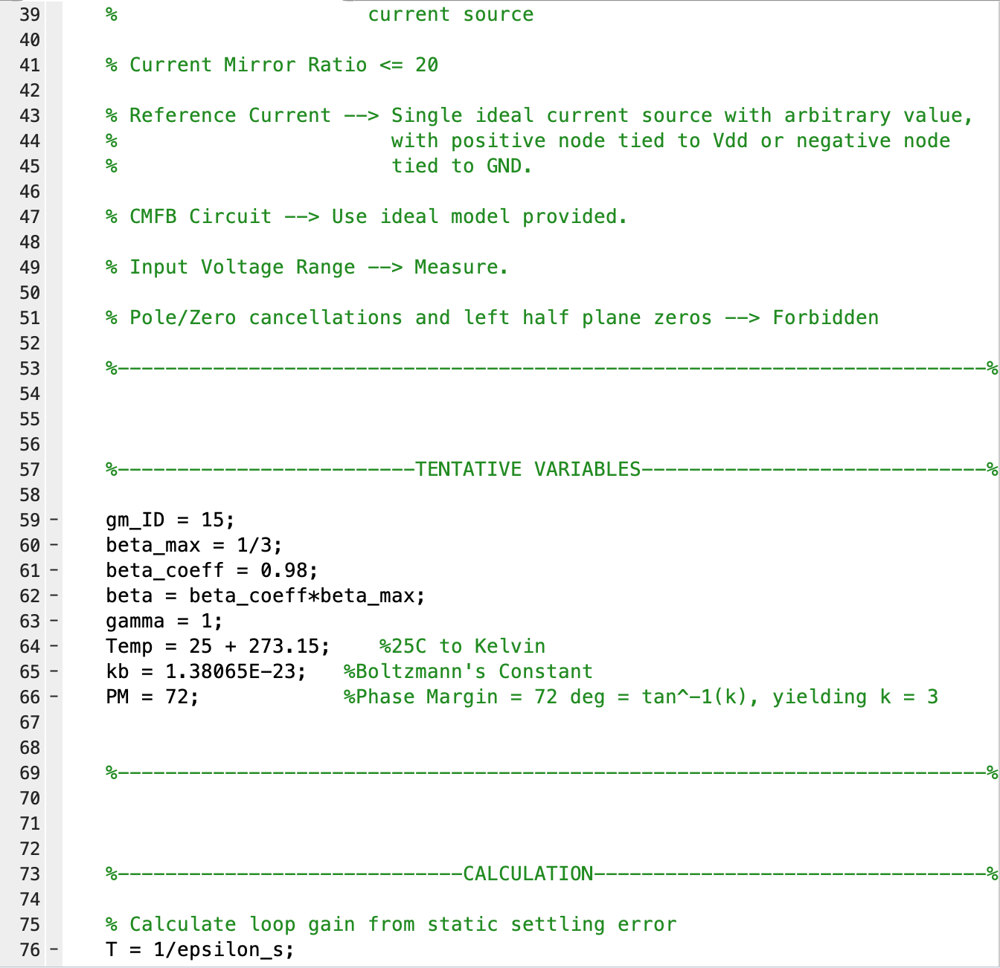 39 % current source
40
41 % Current Mirror Ratio <= 20
42
43 % Reference Current --> Single ideal current source with arbitrary value,
44 % with positive node tied to Vdd or negative node
45 % tied to GND.
46
47 % CMFB Circuit --> Use ideal model provided.
48
49 % Input Voltage Range --> Measure.
50
51 % Pole/Zero cancellations and left half plane zeros --> Forbidden
52
53 %-------------------------------------------------------------------------%
54
55
56
57 %-------------------------TENTATIVE VARIABLES-----------------------------%
58
59 - gm_ID = 15;
60 - beta_max = 1/3;
61 - beta_coeff = 0.98;
62 - beta = beta_coeff*beta_max;
63 - gamma = 1;
64 - Temp = 25 + 273.15; %25C to Kelvin
65 - kb = 1.38065E-23; %Boltzmann's Constant
66 - PM = 72; %Phase Margin = 72 deg = tan^-1(k), yielding k = 3
67
68
69 %-------------------------------------------------------------------------%
70
71
72
73 %-----------------------------CALCULATION---------------------------------%
74
75 % Calculate loop gain from static settling error
76 - T = 1/epsilon_s;